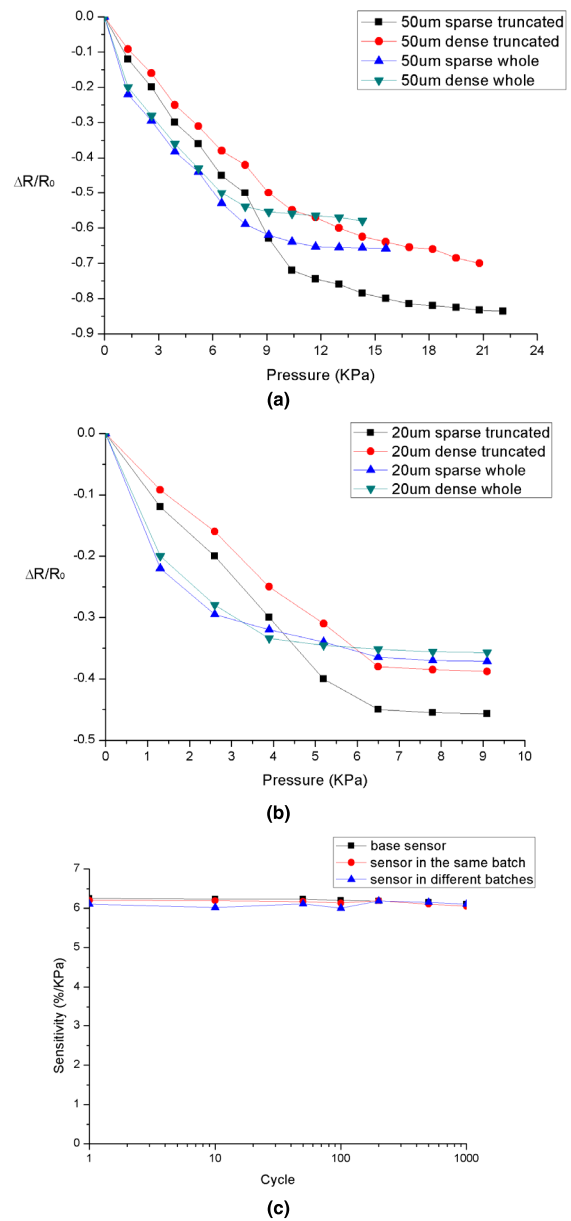 0.0
-0.1
-0.2
-0.3
-0.4
-0.5
-0.6
-0.7
-0.8
-0.9
ΔR/R₀
50um sparse truncated
50um dense truncated
50um sparse whole
50um dense whole
0 3 6 9 12 15 18 21 24
Pressure (KPa)
(a)
0.0
-0.1
-0.2
-0.3
-0.4
-0.5
ΔR/R₀
20um sparse truncated
20um dense truncated
20um sparse whole
20um dense whole
0 1 2 3 4 5 6 7 8 9 10
Pressure (KPa)
(b)
base sensor
sensor in the same batch
sensor in different batches
7
6
5
4
3
2
1
0
Sensitivity (%/KPa)
1 10 100 1000
Cycle
(c)